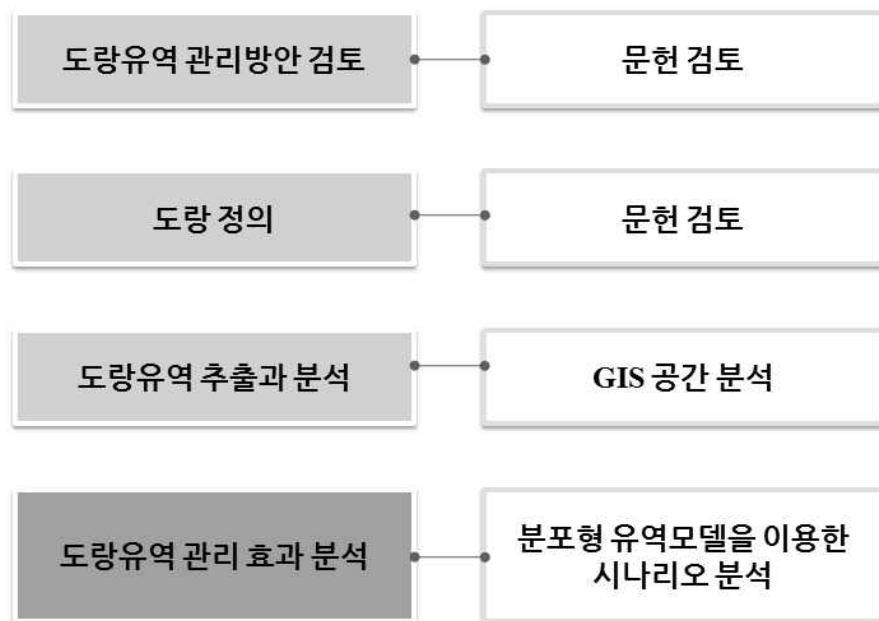 도랑유역 관리방안 검토
문헌 검토
도랑 정의
문헌 검토
도랑유역 추출과 분석
GIS 공간 분석
도랑유역 관리 효과 분석
분포형 유역모델을 이용한
시나리오 분석